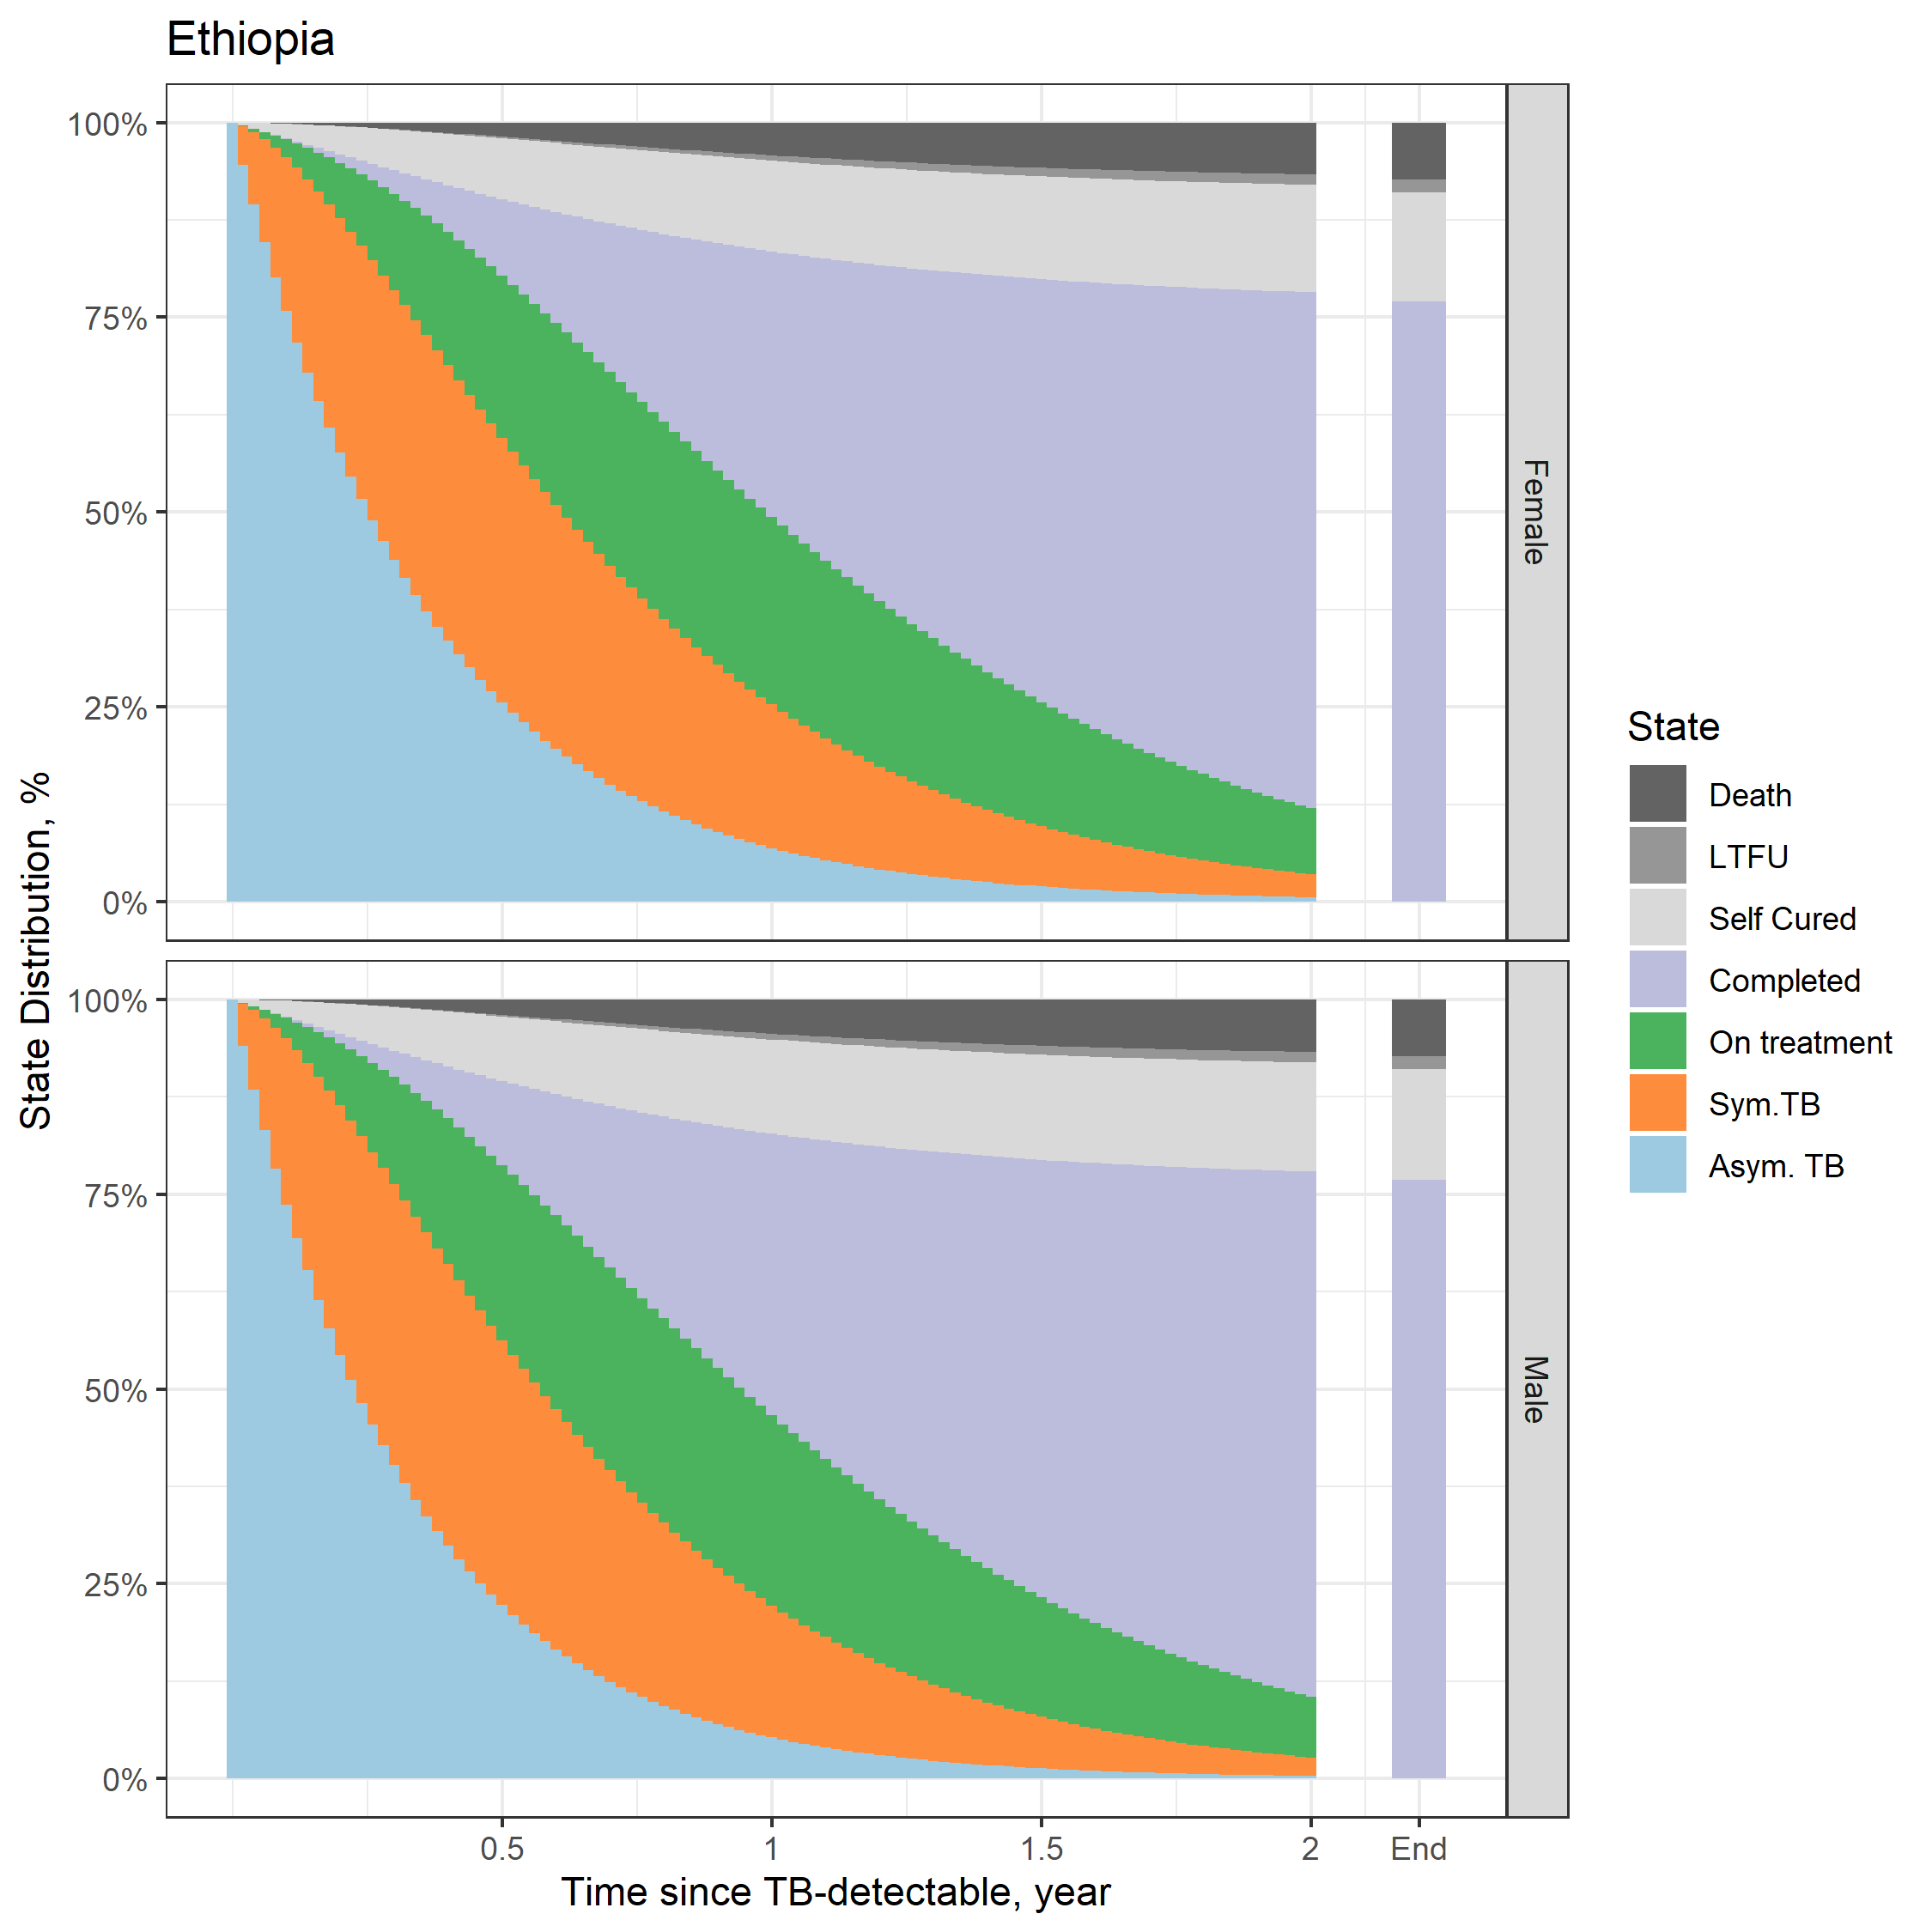 Ethiopia
State Distribution, %
100%
75%
50%
25%
0%
Female
100%
75%
50%
25%
0%
Male
0.5
1
1.5
2
End
Time since TB-detectable, year
State
Death
LTFU
Self Cured
Completed
On treatment
Sym.TB
Asym. TB